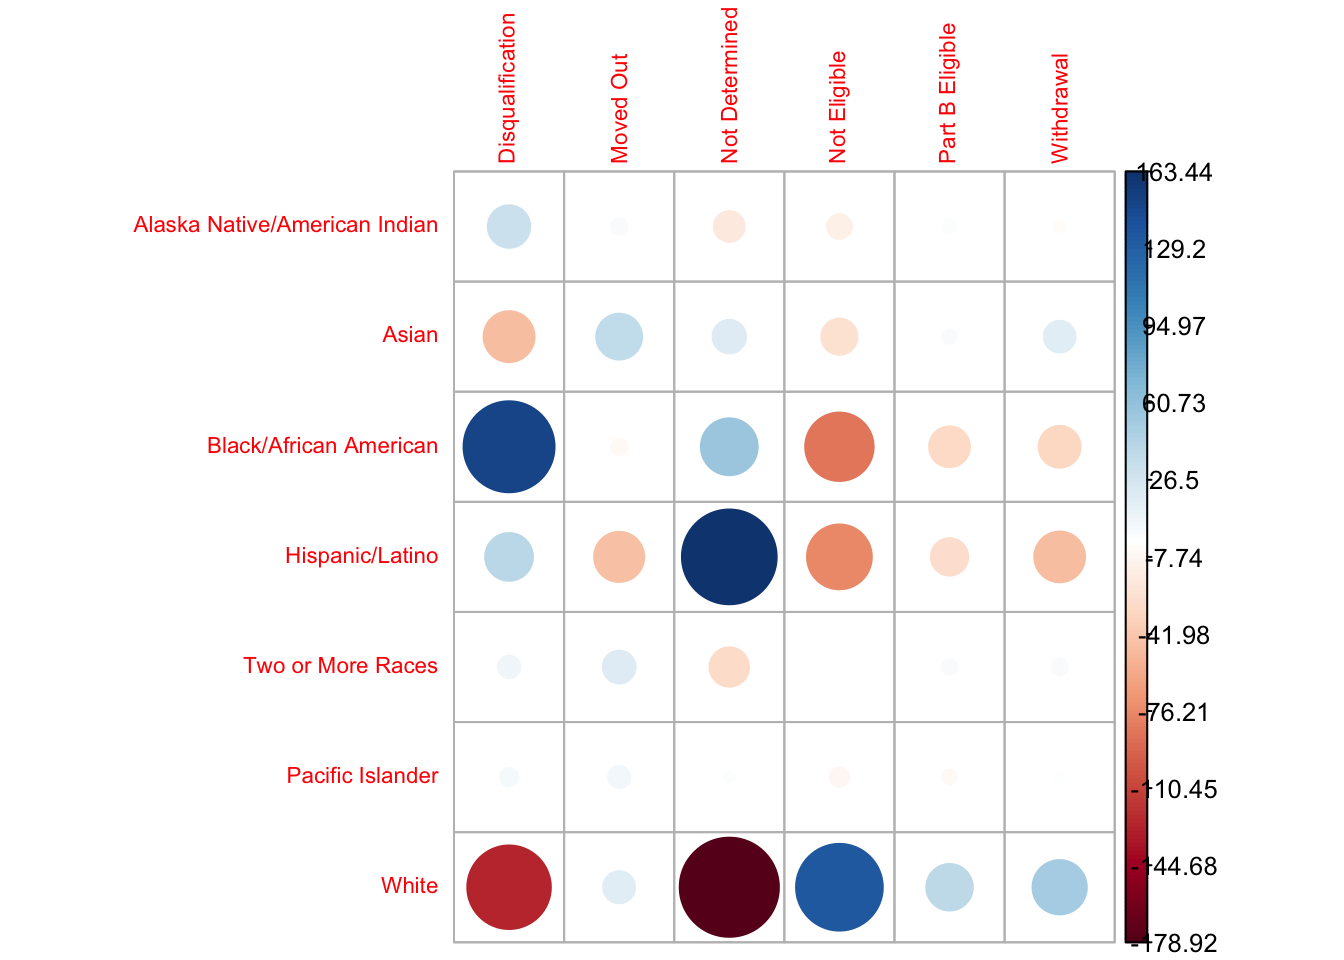 Disqualification
Moved Out
Not Determined
Not Eligible
Part B Eligible
Withdrawal
Alaska Native/American Indian
Asian
Black/African American
Hispanic/Latino
Two or More Races
Pacific Islander
White
163.44
129.2
94.97
60.73
26.5
-7.74
-41.98
-76.21
-110.45
-144.68
-178.92